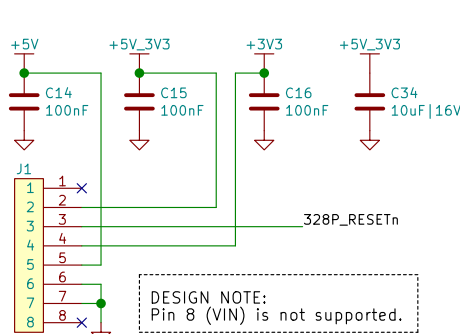 +5V
+5V_3V3
+3V3
+5V_3V3
C14
100nF
C15
100nF
C16
100nF
C34
10uF|16V
J1
1 1
2 2
3 3
328P_RESETn
4 4
5 5
6 6
7 7
8 8
DESIGN NOTE:
Pin 8 (VIN) is not supported.